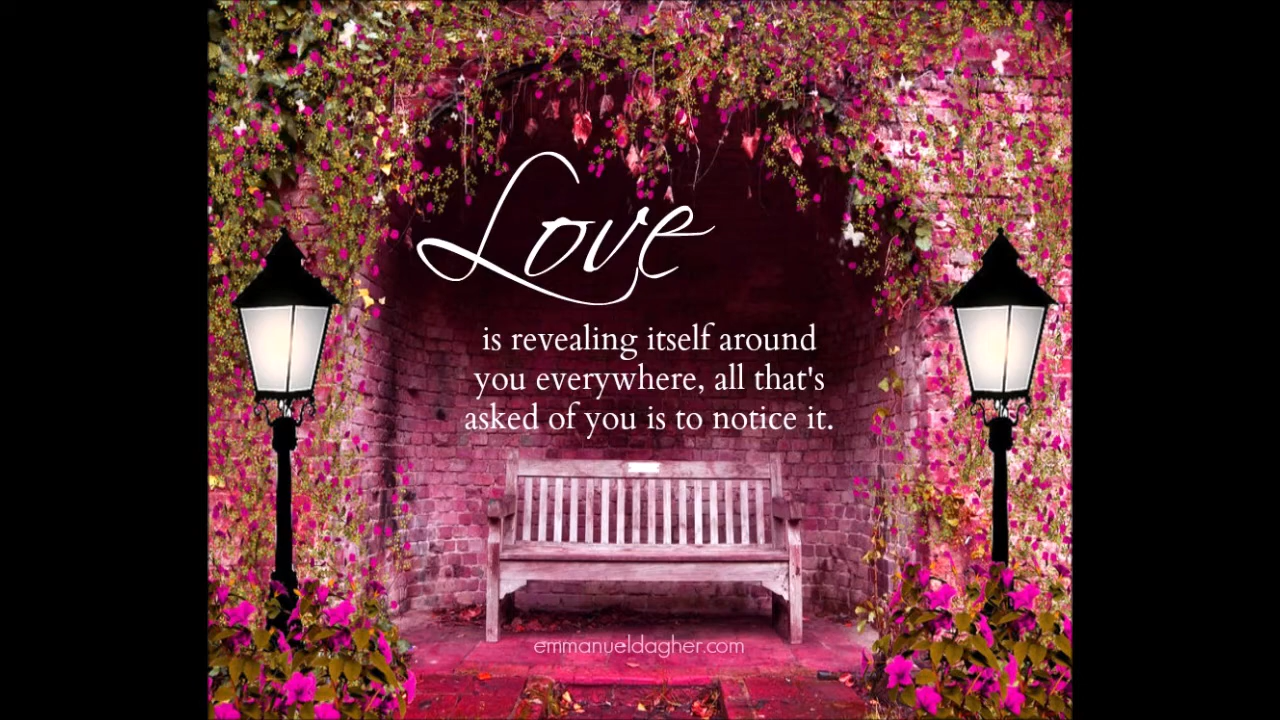 Love
is revealing itself around
you everywhere, all that's
asked of you is to notice it.
emmanueldagher.com